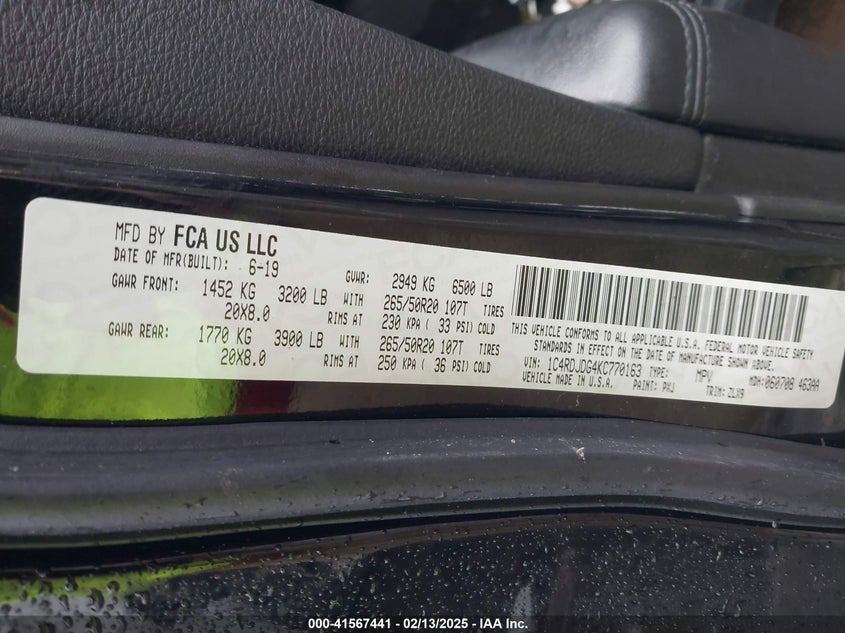 MFD BY FCA US LLC
DATE OF MFR(BUILT): 6-19 GVWR: 2949 KG 6500 LB
GAWR FRONT: 1452 KG 3200 LB WITH 265/50R20 107T TIRES
20X8.0 RIMS AT 230 KPA ( 33 PSI) COLD
GAWR REAR: 1770 KG 3900 LB WITH 265/50R20 107T TIRES
20X8.0 RIMS AT 250 KPA ( 36 PSI) COLD
THIS VEHICLE CONFORMS TO ALL APPLICABLE U.S.A. FEDERAL MOTOR VEHICLE SAFETY
STANDARDS IN EFFECT ON THE DATE OF MANUFACTURE SHOWN ABOVE.
VIN: 1C4RDJDG4KC770163 TYPE: MPV MDH: 060708 463AA
VEHICLE MADE IN U.S.A. PAINT: PXJ TRIM: ZLX9
000-41567441 | 02/13/2025 - IAA Inc.